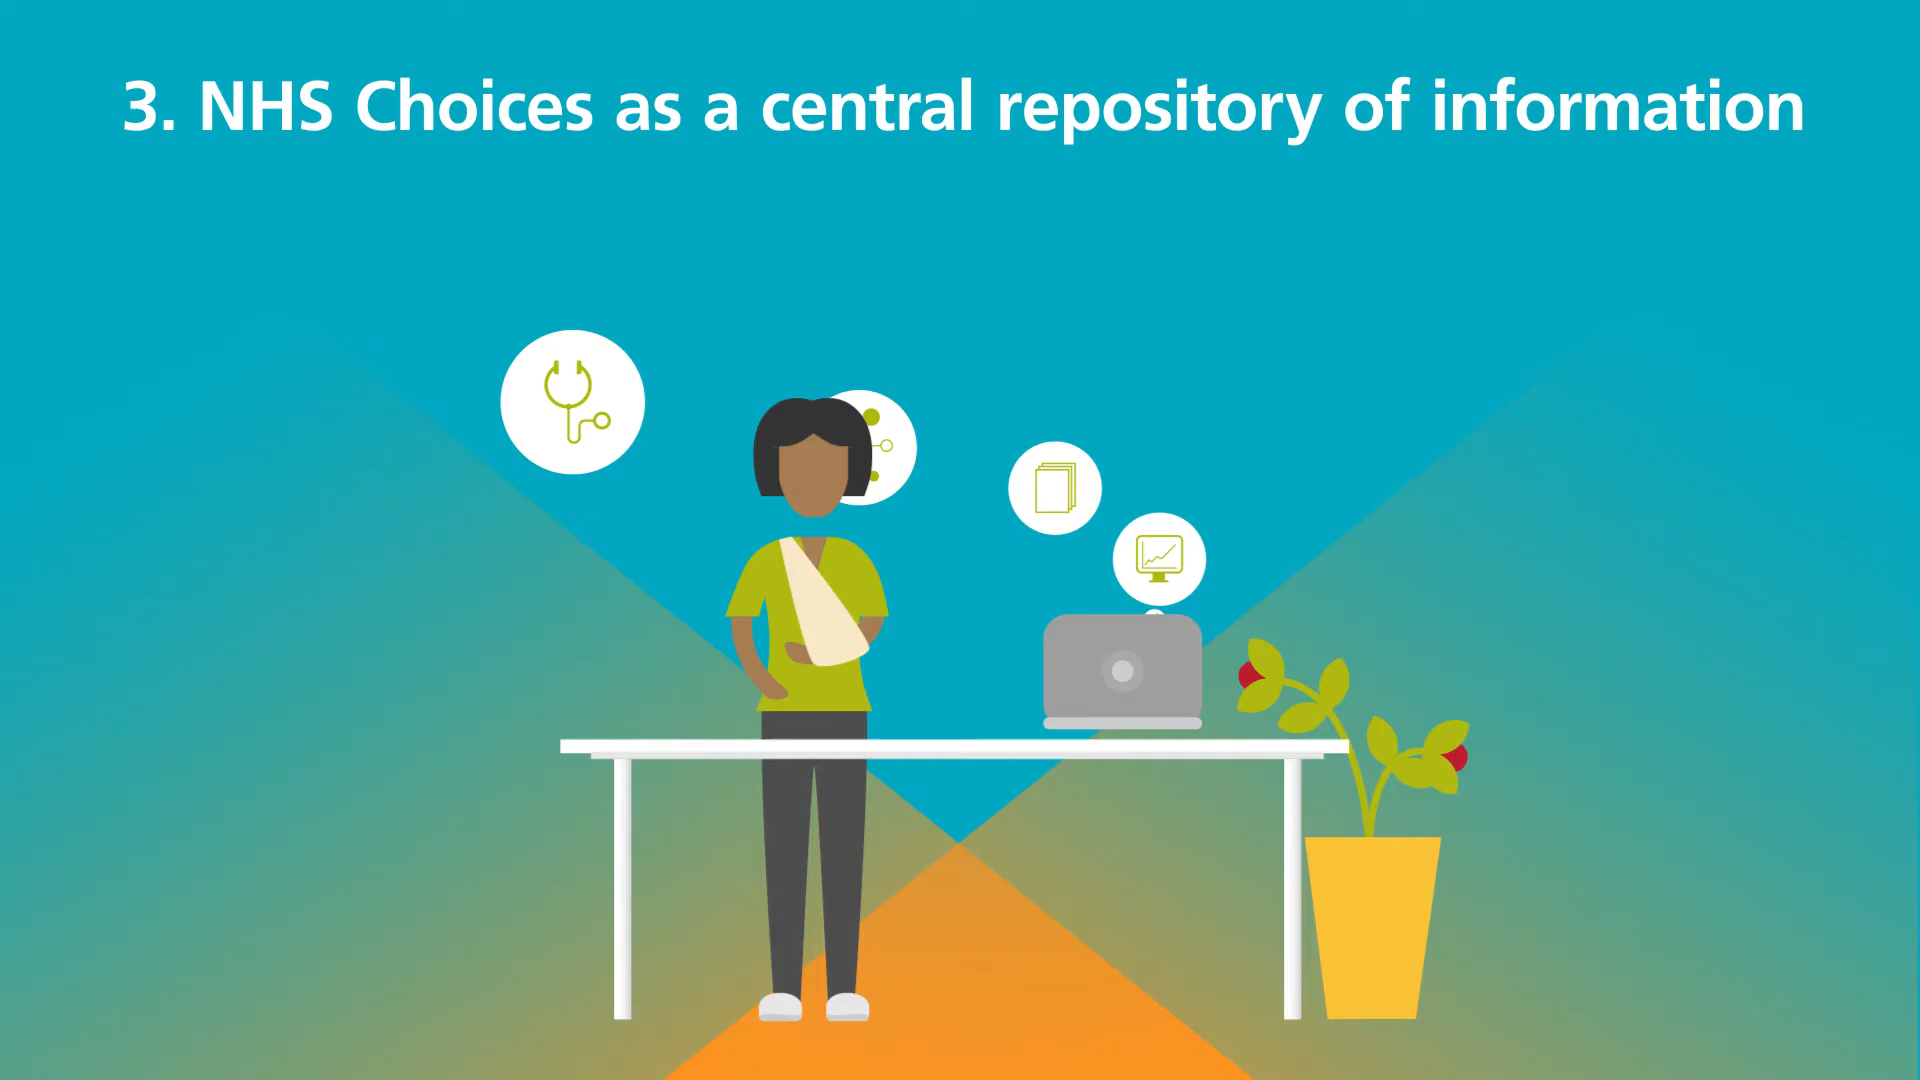 3. NHS Choices as a central repository of information